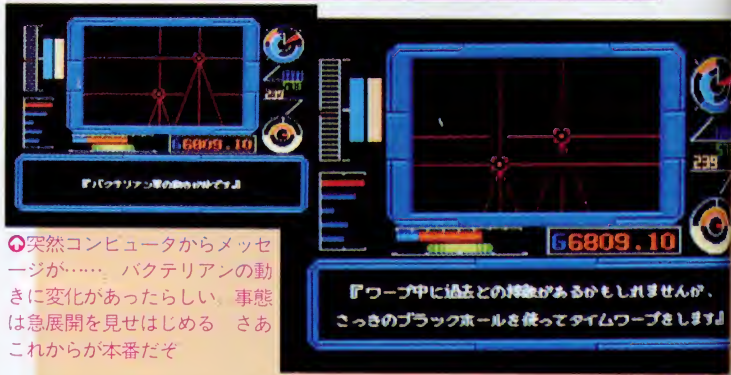 239
G6809.10
『バクテリアン軍の動きが です』
突然コンピュータからメッセ
ージが…… バクテリアンの動
きに変化があったらしい 事態
は急展開を見せはじめる さあ
これからが本番だぞ
239
G6809.10
『ワープ中に過去との があるかもしれませんが、
さっきのブラックホールを使ってタイムワープをします』